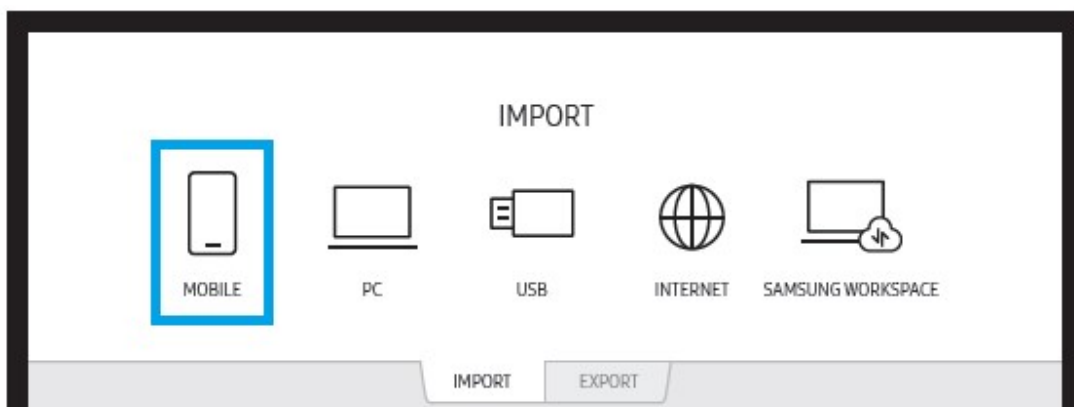 IMPORT
MOBILE PC USB INTERNET SAMSUNG WORKSPACE
IMPORT EXPORT